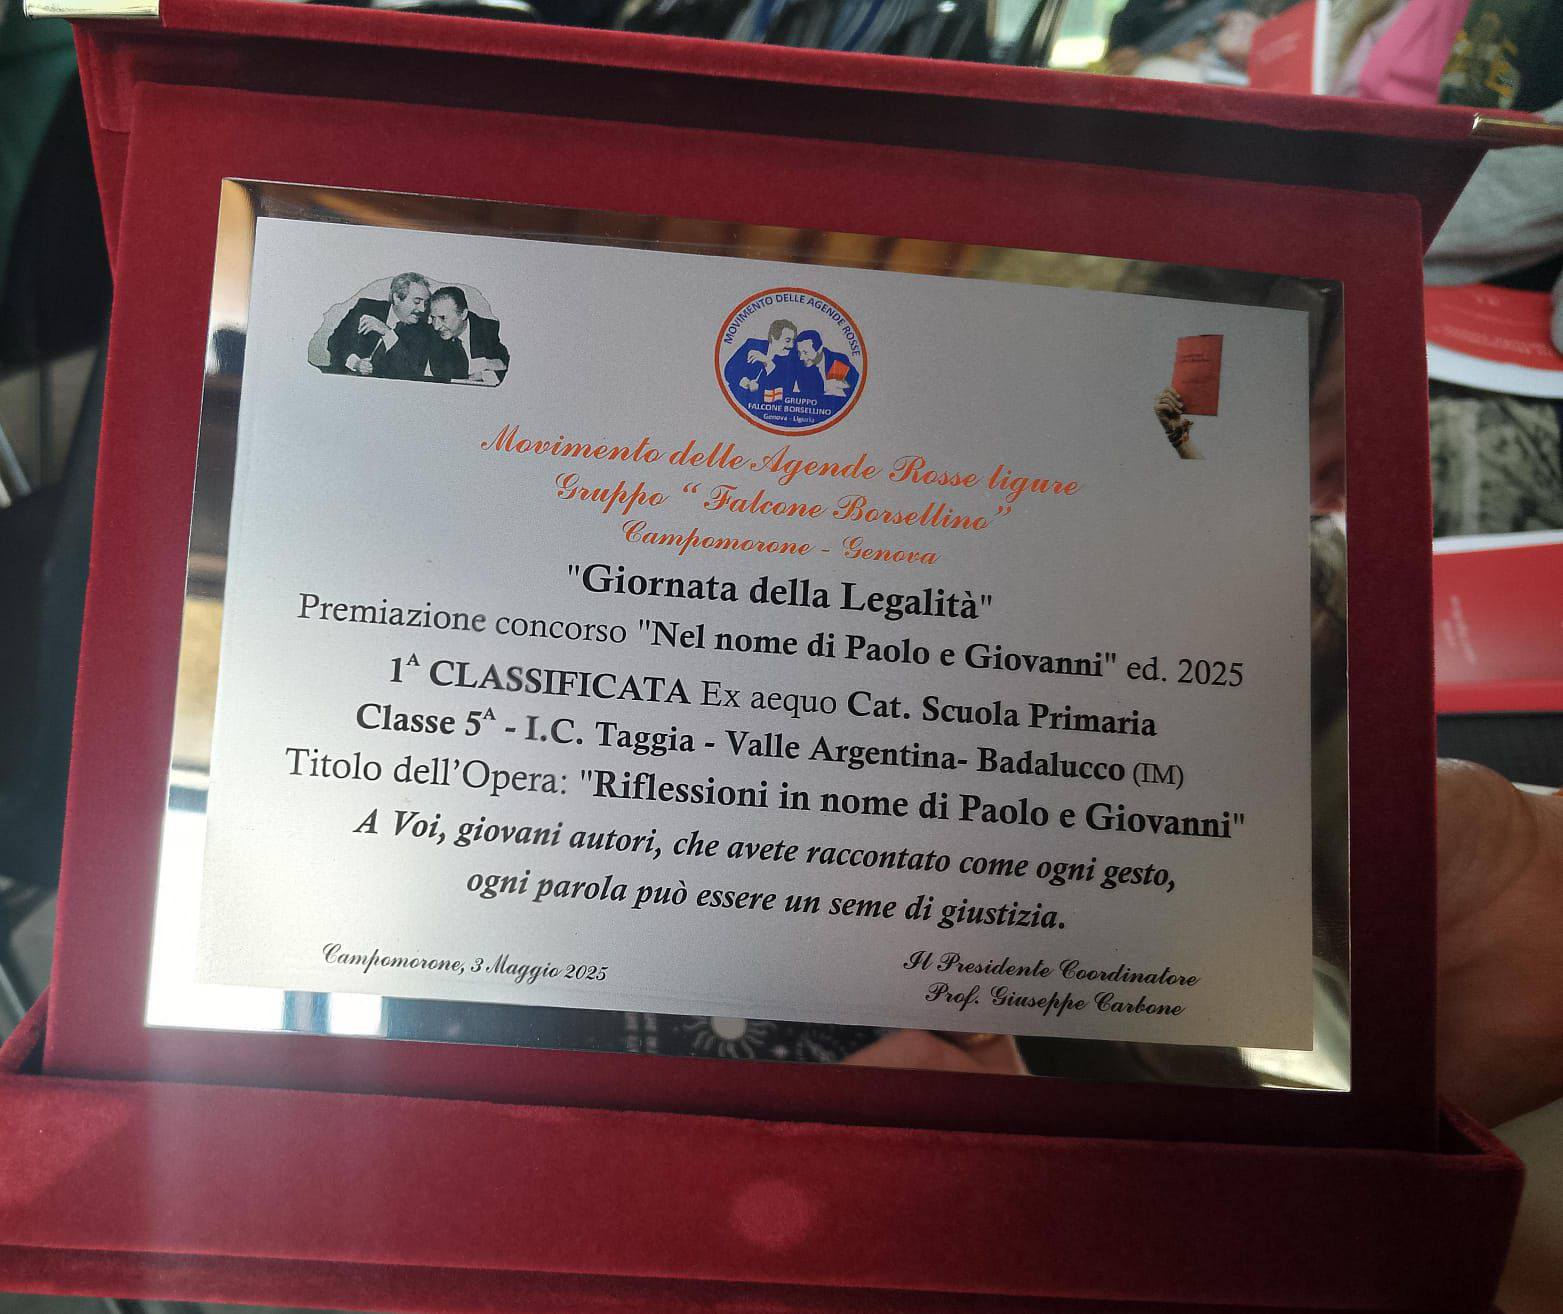 MOVIMENTO DELLE AGENDE ROSSE
GRUPPO
FALCONE BORSELLINO
Genova - Liguria
Movimento delle Agende Rosse ligure
Gruppo “ Falcone Borsellino”
Campomorone - Genova
"Giornata della Legalità"
Premiazione concorso "Nel nome di Paolo e Giovanni" ed. 2025
1ᴬ CLASSIFICATA Ex aequo Cat. Scuola Primaria
Classe 5ᴬ - I.C. Taggia - Valle Argentina- Badalucco (IM)
Titolo dell’Opera: "Riflessioni in nome di Paolo e Giovanni"
A Voi, giovani autori, che avete raccontato come ogni gesto,
ogni parola può essere un seme di giustizia.
Campomorone, 3 Maggio 2025
Il Presidente Coordinatore
Prof. Giuseppe Carbone